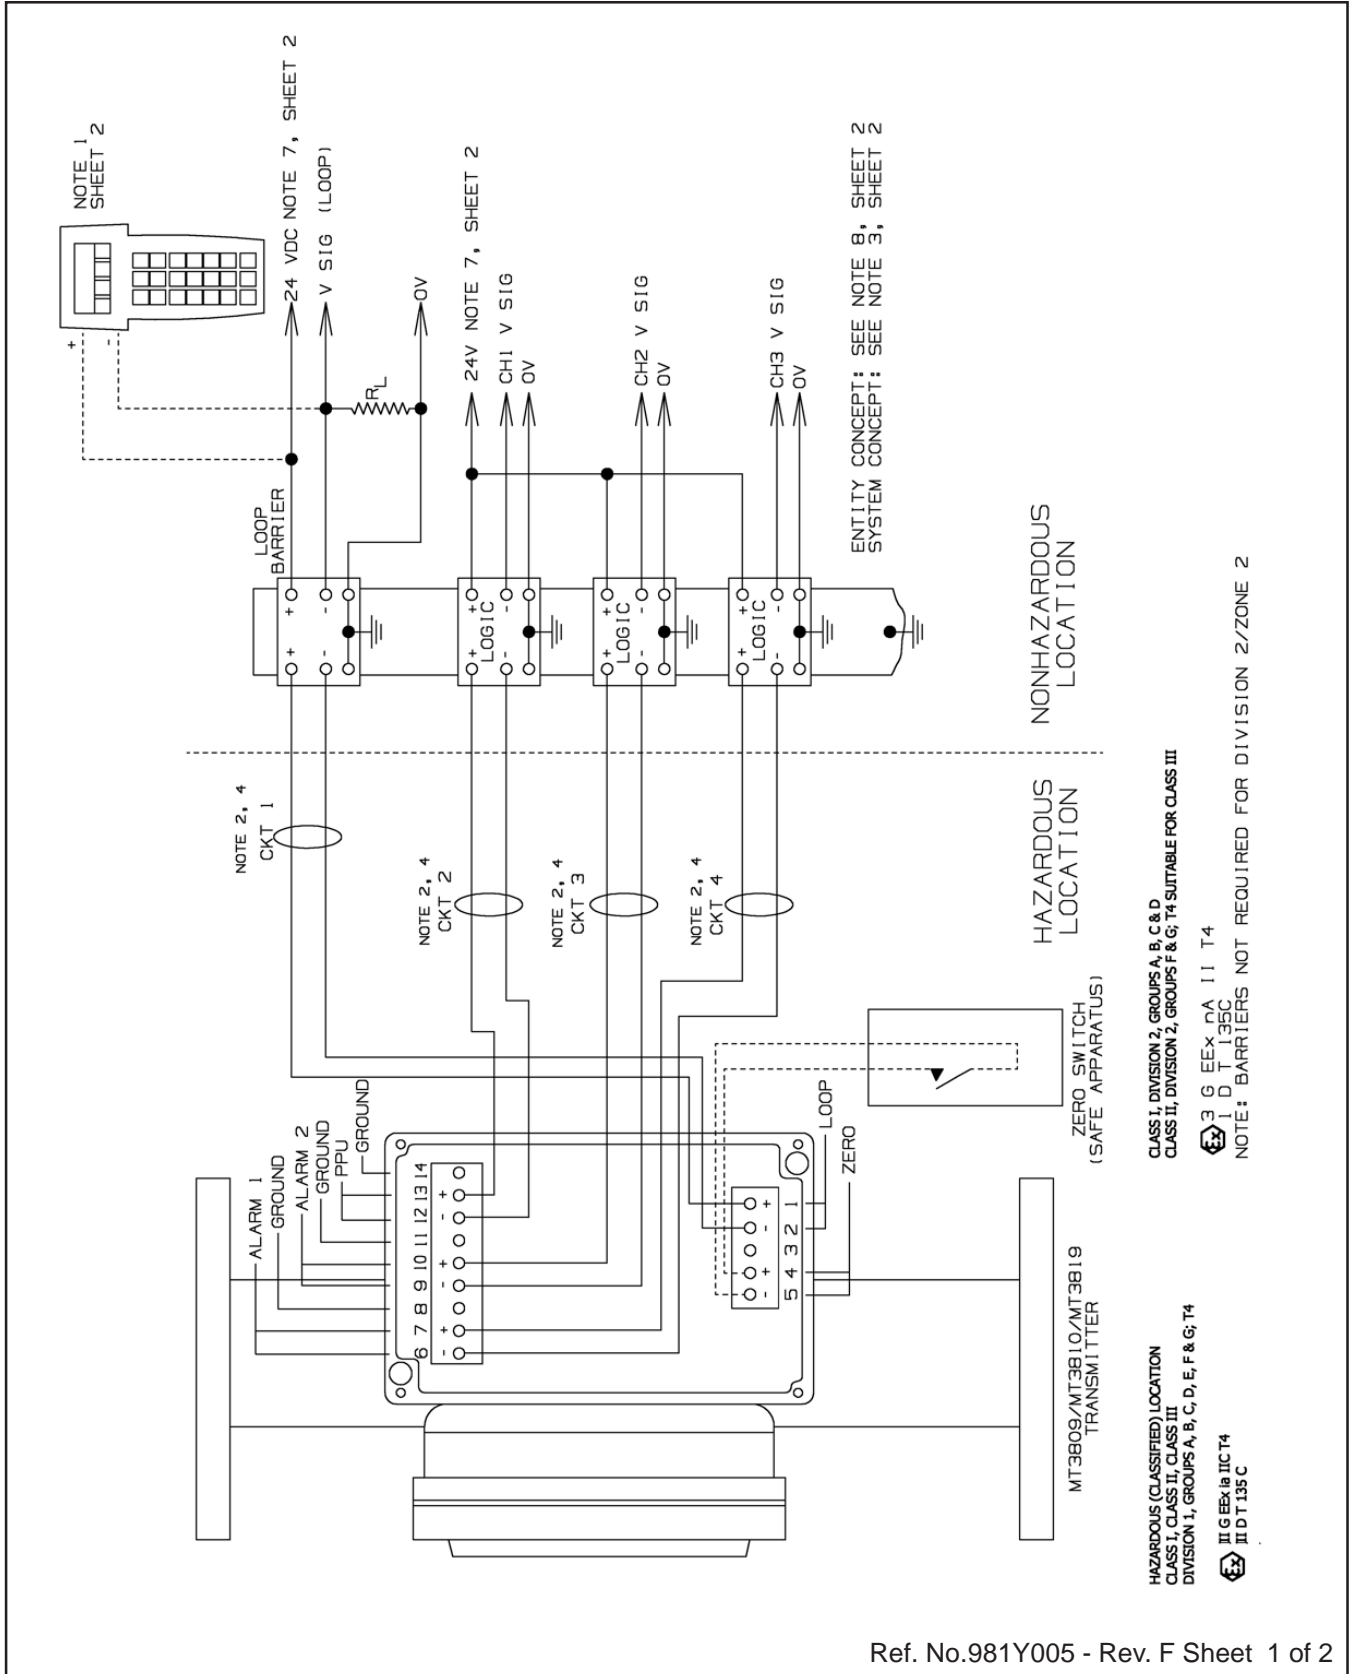 NOTE 1
SHEET 2
+
-
24 VDC NOTE 7, SHEET 2
V SIG (LOOP)
0V
RL
24V NOTE 7, SHEET 2
CH1 V SIG
0V
CH2 V SIG
0V
CH3 V SIG
0V
ENTITY CONCEPT: SEE NOTE 8, SHEET 2
SYSTEM CONCEPT: SEE NOTE 3, SHEET 2
LOOP
BARRIER
+ +
- -
+ +
LOGIC
- -
+ +
LOGIC
- -
+ +
LOGIC
- -
NONHAZARDOUS
LOCATION
HAZARDOUS
LOCATION
NOTE 2, 4
CKT 1
NOTE 2, 4
CKT 2
NOTE 2, 4
CKT 3
NOTE 2, 4
CKT 4
ALARM 1
GROUND
ALARM 2
GROUND
PPU
GROUND
6 7 8 9 10 11 12 13 14
- + - + - +
- + - +
5 4 3 2 1
LOOP
ZERO
ZERO SWITCH
(SAFE APPARATUS)
MT3809/MT3810/MT3819
TRANSMITTER
HAZARDOUS (CLASSIFIED) LOCATION
CLASS I, CLASS II, CLASS III
DIVISION 1, GROUPS A, B, C, D, E, F & G; T4
Ex II G EEx ia IIC T4
II D T 135 C
CLASS I, DIVISION 2, GROUPS A, B, C & D
CLASS II, DIVISION 2, GROUPS F & G; T4 SUITABLE FOR CLASS III
Ex 3 G EEx nA II T4
1 D T 135C
NOTE: BARRIERS NOT REQUIRED FOR DIVISION 2/ZONE 2
Ref. No.981Y005 - Rev. F Sheet 1 of 2